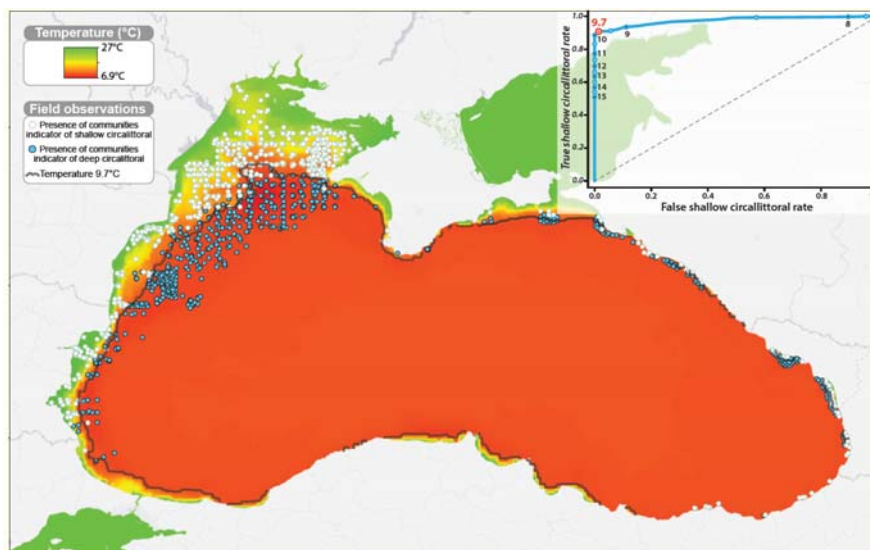 Temperature (°C)
27°C
6.9°C
Field observations
Presence of communities
indicator of shallow circalittoral
Presence of communities
indicator of deep circalittoral
Temperature 9.7°C
True shallow circallittoral rate
1.0
0.8
0.6
0.4
0.2
0.0
9.7
10
11
12
13
14
15
9
8
0.0
0.2
0.4
0.6
0.8
False shallow circallittoral rate